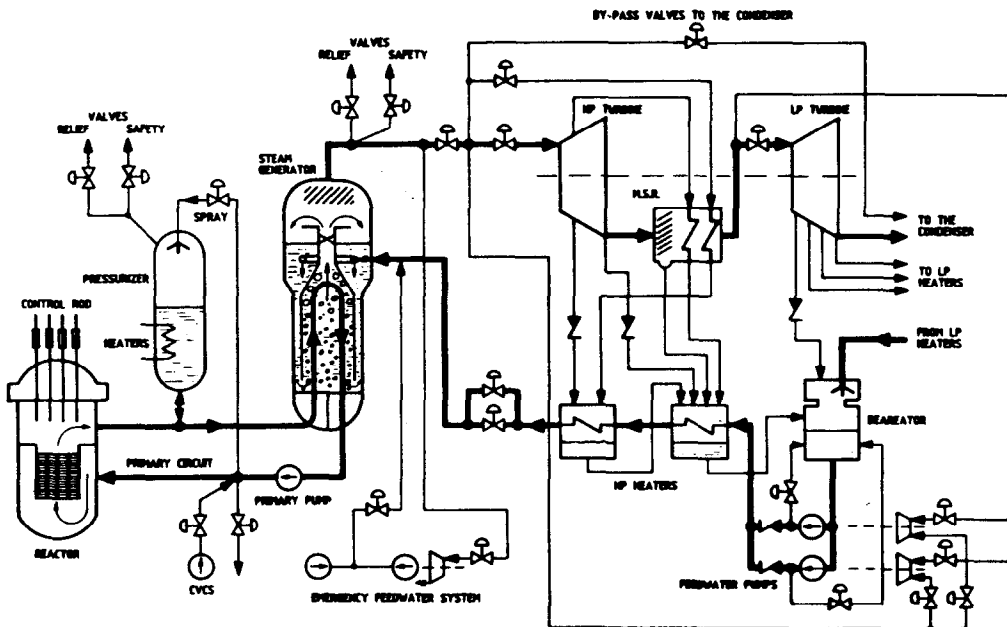 BY-PASS VALVES TO THE CONDENSER
VALVES
RELIEF SAFETY
HP TURBINE
LP TURBINE
VALVES
RELIEF SAFETY
STEAM
GENERATOR
M.S.R.
SPRAY
TO THE
CONDENSER
PRESSURIZER
TO LP
HEATERS
CONTROL ROD
HEATERS
FROM LP
HEATERS
DEAREATOR
PRIMARY CIRCUIT
HP HEATERS
PRIMARY PUMP
REACTOR
CVCS
EMERGENCY FEEDWATER SYSTEM
FEEDWATER PUMPS